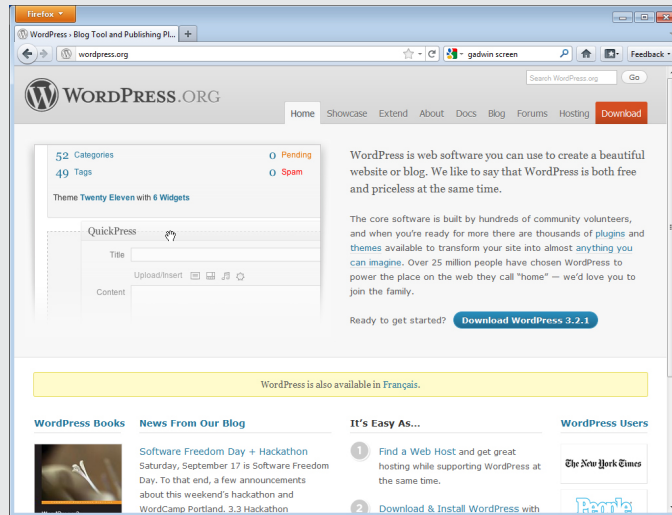 Firefox
WordPress › Blog Tool and Publishing Pl...
wordpress.org
gadwin screen
Feedback
WORDPRESS.ORG
Search WordPress.org
Go
Home Showcase Extend About Docs Blog Forums Hosting Download
52 Categories 0 Pending
49 Tags 0 Spam
Theme Twenty Eleven with 6 Widgets
QuickPress
Title
Upload/Insert
Content
WordPress is web software you can use to create a beautiful
website or blog. We like to say that WordPress is both free
and priceless at the same time.
The core software is built by hundreds of community volunteers,
and when you're ready for more there are thousands of plugins and
themes available to transform your site into almost anything you
can imagine. Over 25 million people have chosen WordPress to
power the place on the web they call "home" — we'd love you to
join the family.
Ready to get started? Download WordPress 3.2.1
WordPress is also available in Français.
WordPress Books
News From Our Blog
Software Freedom Day + Hackathon
Saturday, September 17 is Software Freedom
Day. To that end, a few announcements
about this weekend's hackathon and
WordCamp Portland. 3.3 Hackathon
It's Easy As...
1 Find a Web Host and get great
hosting while supporting WordPress at
the same time.
2 Download & Install WordPress with
WordPress Users
The New York Times
People